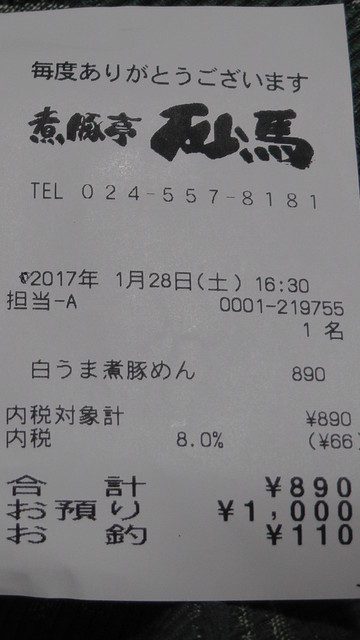 毎度ありがとうございます
煮豚亭 石山馬
TEL 024-557-8181
2017年 1月28日(土) 16:30
担当-A 0001-219755
1 名
白うま煮豚めん 890
内税対象計 ¥890
内税 8.0% (¥66
合計 ¥890
お預り ¥1,000
お釣 ¥110